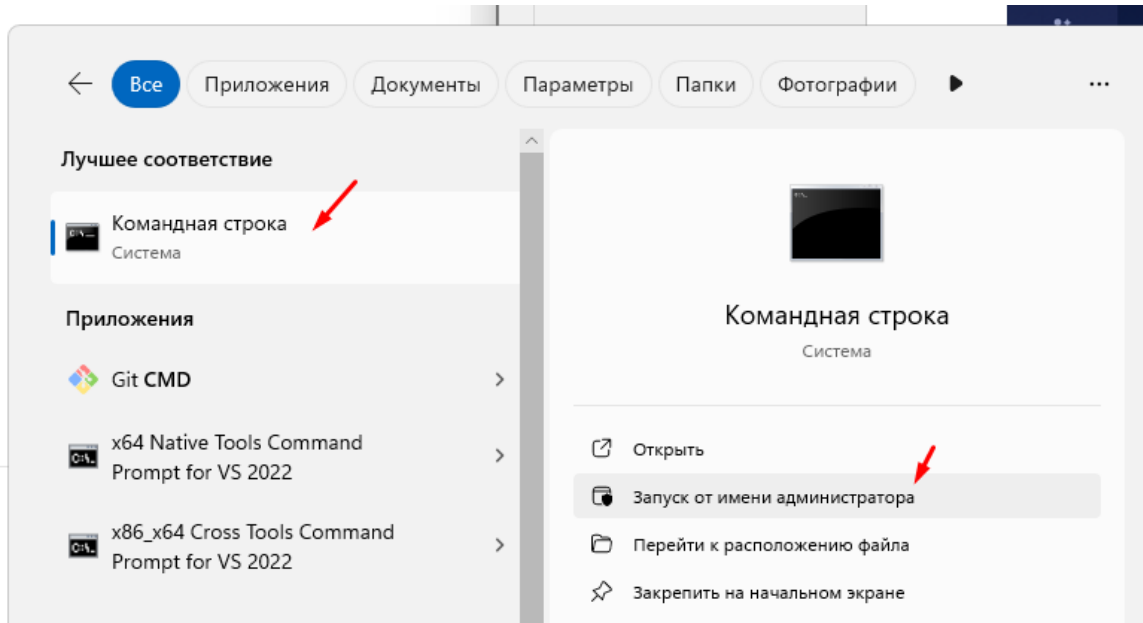 Все Приложения Документы Параметры Папки Фотографии
Лучшее соответствие
Командная строка
Система
Приложения
Git CMD
x64 Native Tools Command
Prompt for VS 2022
x86_x64 Cross Tools Command
Prompt for VS 2022
Командная строка
Система
Открыть
Запуск от имени администратора
Перейти к расположению файла
Закрепить на начальном экране